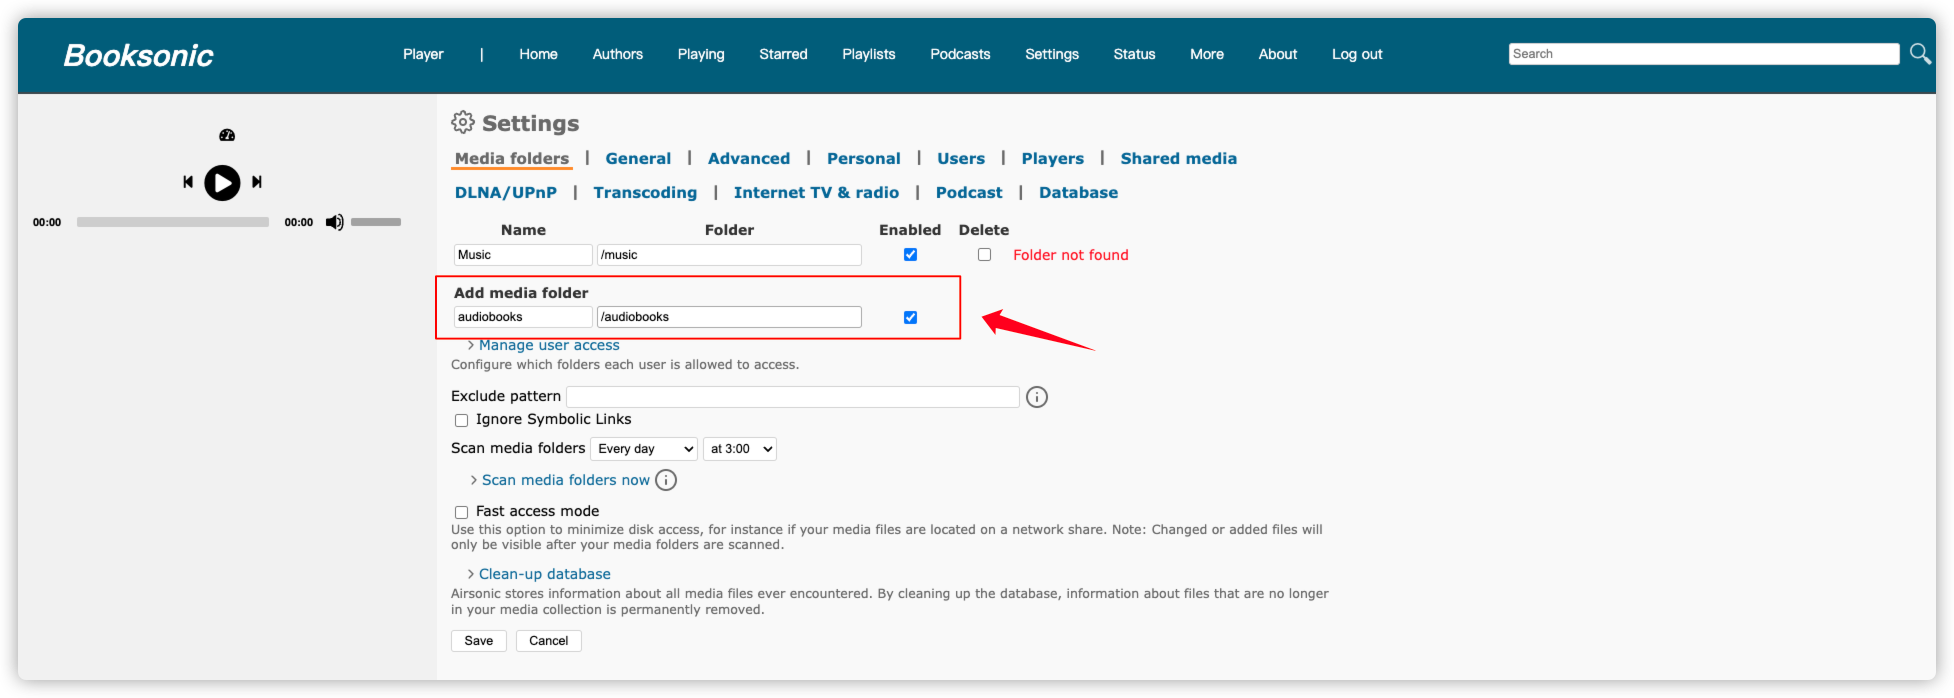 Booksonic Player | Home Authors Playing Starred Playlists Podcasts Settings Status More About Log out Search
Settings
Media folders | General | Advanced | Personal | Users | Players | Shared media
DLNA/UPnP | Transcoding | Internet TV & radio | Podcast | Database
00:00 00:00
Name Folder Enabled Delete
Music /music Folder not found
Add media folder
audiobooks /audiobooks
Manage user access
Configure which folders each user is allowed to access.
Exclude pattern
Ignore Symbolic Links
Scan media folders Every day at 3:00
Scan media folders now
Fast access mode
Use this option to minimize disk access, for instance if your media files are located on a network share. Note: Changed or added files will
only be visible after your media folders are scanned.
Clean-up database
Airsonic stores information about all media files ever encountered. By cleaning up the database, information about files that are no longer
in your media collection is permanently removed.
Save Cancel